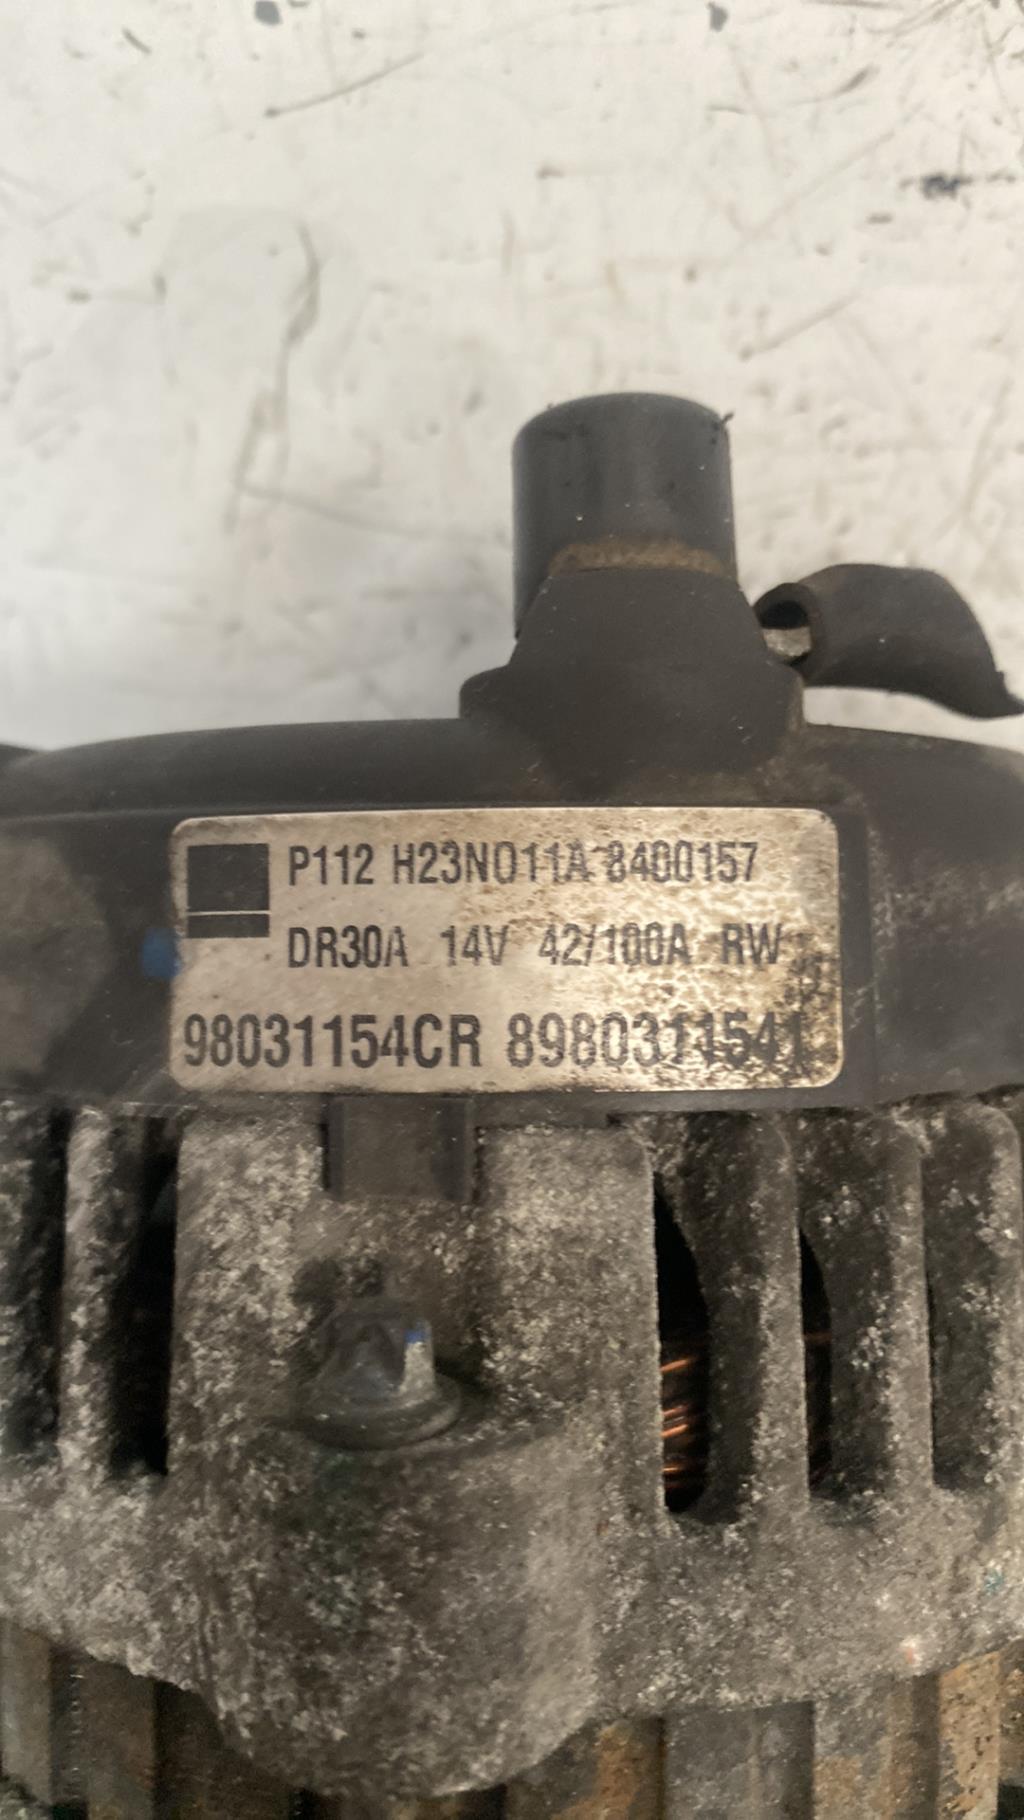 P112 H23N011A 8400157
DR30A 14V 42/100A RW
98031154CR 8980311541